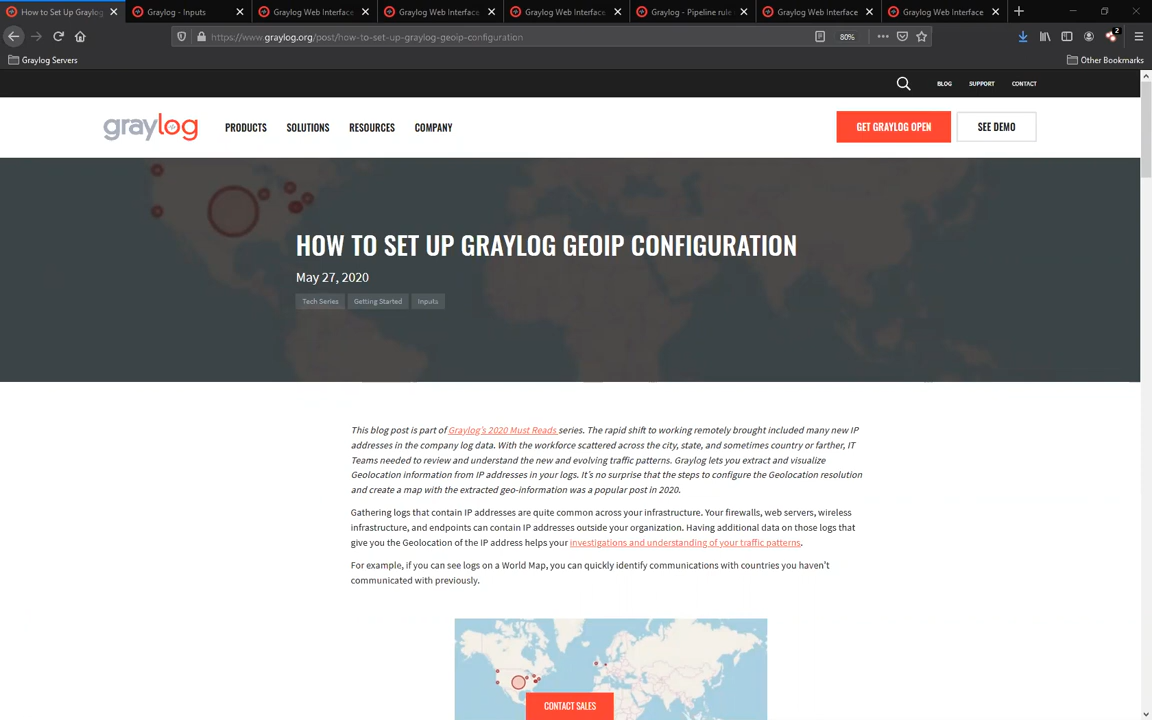 How to Set Up Graylog
Graylog - Inputs
Graylog Web Interface
Graylog Web Interface
Graylog Web Interface
Graylog - Pipeline rule
Graylog Web Interface
Graylog Web Interface
https://www.graylog.org/post/how-to-set-up-graylog-geoip-configuration
80%
2
Graylog Servers
Other Bookmarks
BLOG SUPPORT CONTACT
graylog
PRODUCTS SOLUTIONS RESOURCES COMPANY
GET GRAYLOG OPEN SEE DEMO
HOW TO SET UP GRAYLOG GEOIP CONFIGURATION
May 27, 2020
Tech Series Getting Started Inputs
This blog post is part of Graylog's 2020 Must Reads series. The rapid shift to working remotely brought included many new IP
addresses in the company log data. With the workforce scattered across the city, state, and sometimes country or farther, IT
Teams needed to review and understand the new and evolving traffic patterns. Graylog lets you extract and visualize
Geolocation information from IP addresses in your logs. It's no surprise that the steps to configure the Geolocation resolution
and create a map with the extracted geo-information was a popular post in 2020.
Gathering logs that contain IP addresses are quite common across your infrastructure. Your firewalls, web servers, wireless
infrastructure, and endpoints can contain IP addresses outside your organization. Having additional data on those logs that
give you the Geolocation of the IP address helps your investigations and understanding of your traffic patterns.
For example, if you can see logs on a World Map, you can quickly identify communications with countries you haven't
communicated with previously.
CONTACT SALES